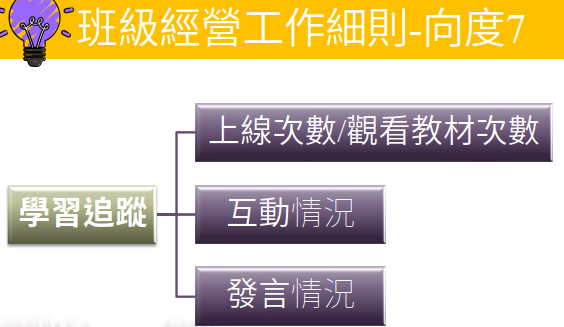 班級經營工作細則-向度7
上線次數/觀看教材次數
學習追蹤
互動情況
發言情況